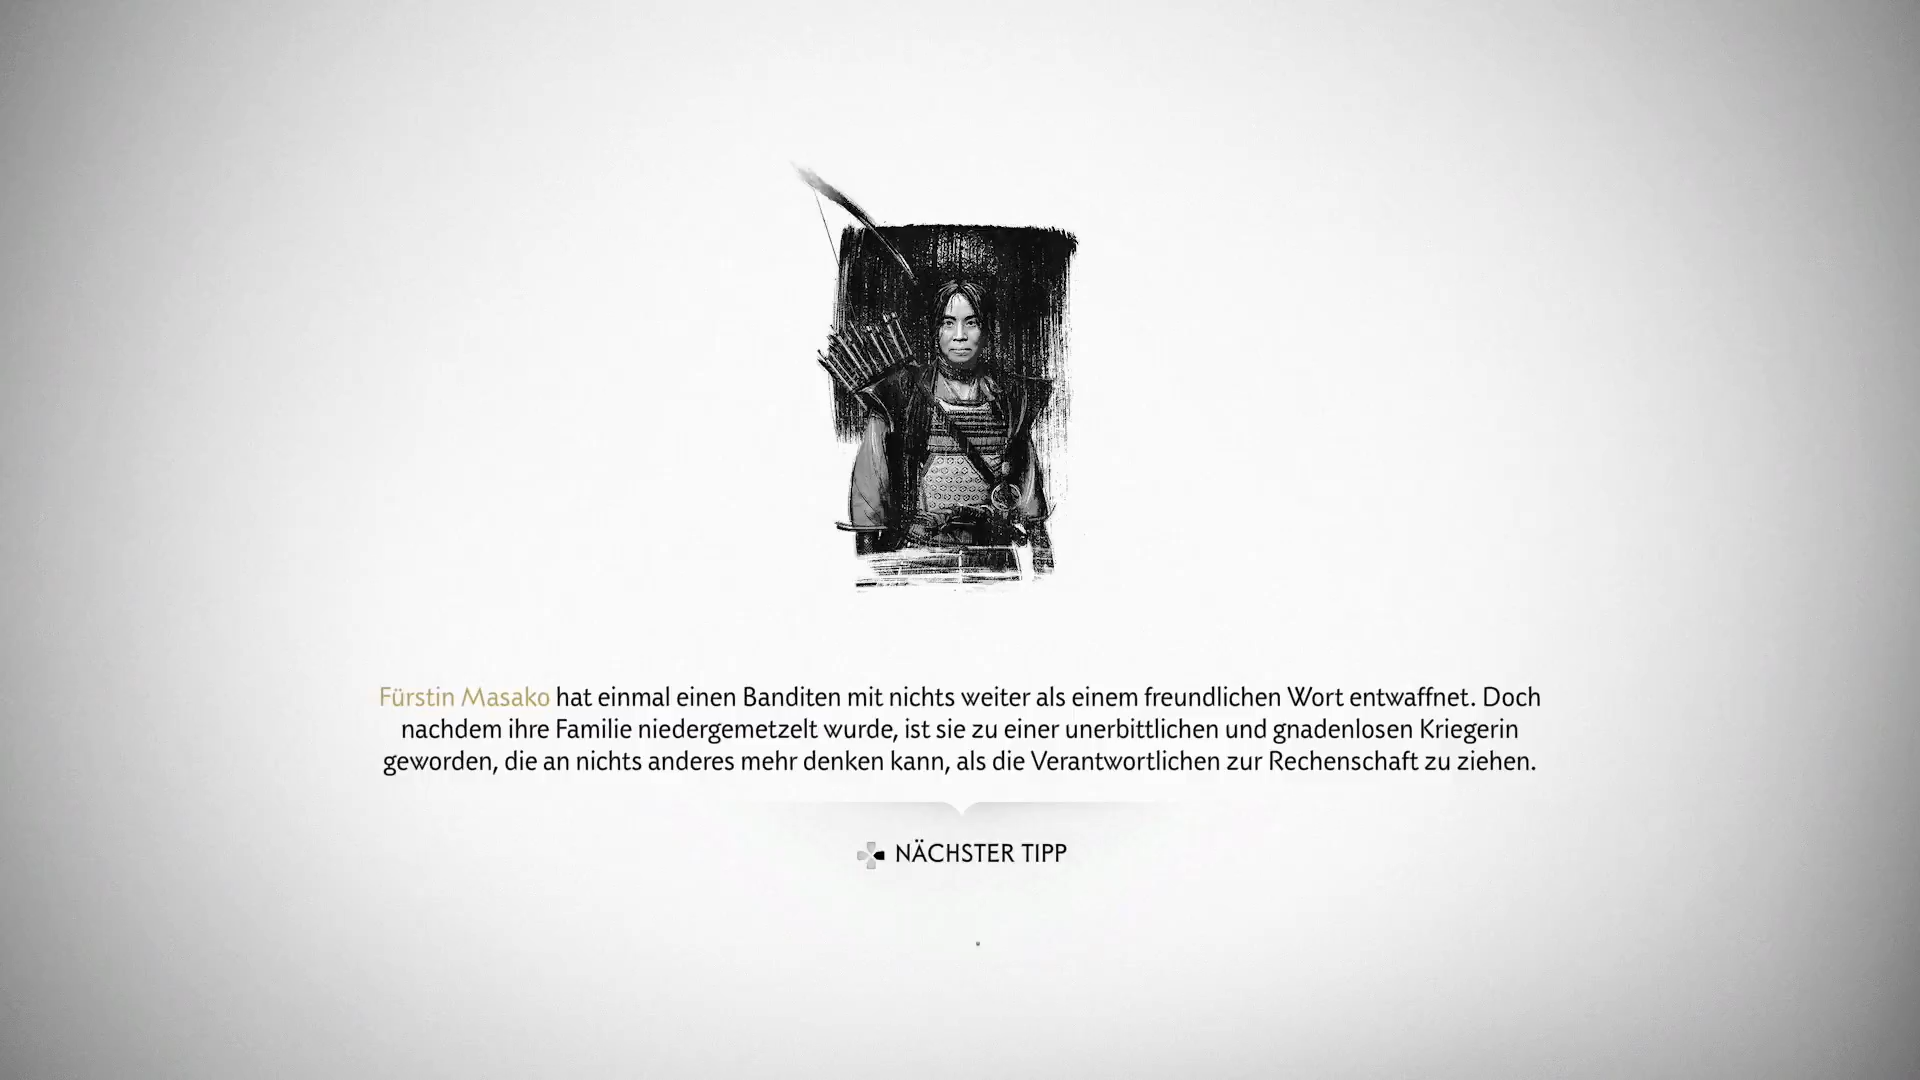 Fürstin Masako hat einmal einen Banditen mit nichts weiter als einem freundlichen Wort entwaffnet. Doch
nachdem ihre Familie niedergemetzelt wurde, ist sie zu einer unerbittlichen und gnadenlosen Kriegerin
geworden, die an nichts anderes mehr denken kann, als die Verantwortlichen zur Rechenschaft zu ziehen.
NÄCHSTER TIPP